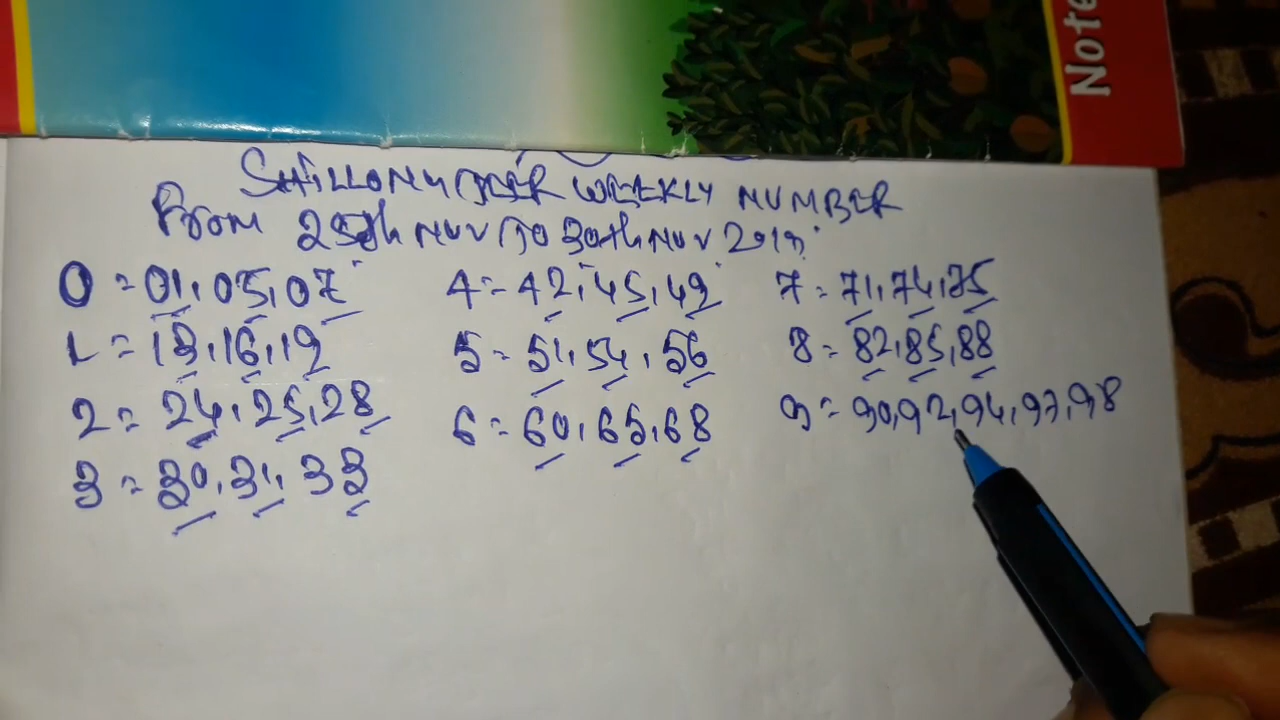 Note
SHILLONG TEER WEEKLY NUMBER
From 25th NOV TO 30th NOV 2019
0 = 01, 05, 07
1 = 13, 16, 19
2 = 24, 25, 28
3 = 30, 31, 33
4 = 42, 45, 49
5 = 51, 54, 56
6 = 60, 65, 68
7 = 71, 74, 75
8 = 82, 85, 88
9 = 90, 92, 94, 97, 98